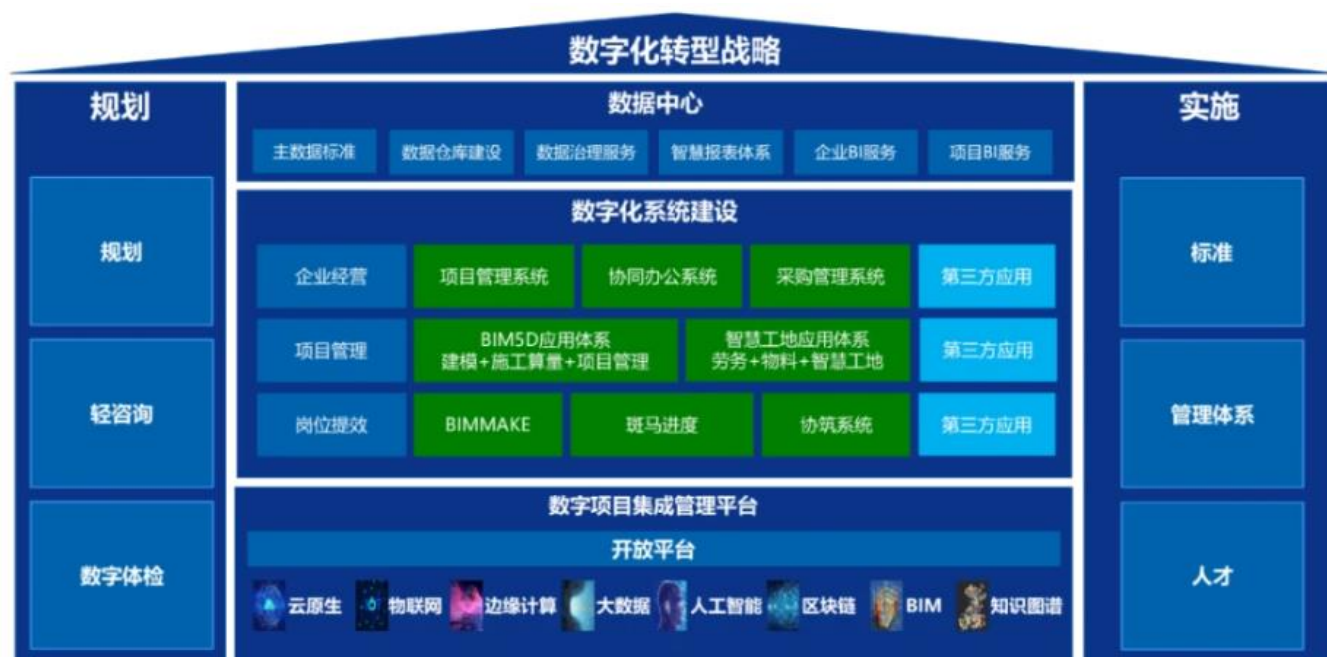 数字化转型战略
规划
规划
轻咨询
数字体检
数据中心
主数据标准 数据仓库建设 数据治理服务 智慧报表体系 企业BI服务 项目BI服务
数字化系统建设
企业经营 项目管理系统 协同办公系统 采购管理系统 第三方应用
项目管理
BIM5D应用体系
建模+施工算量+项目管理
智慧工地应用体系
劳务+物料+智慧工地
第三方应用
岗位提效 BIMMAKE 斑马进度 协筑系统 第三方应用
数字项目集成管理平台
开放平台
云原生 物联网 边缘计算 大数据 人工智能 区块链 BIM 知识图谱
实施
标准
管理体系
人才